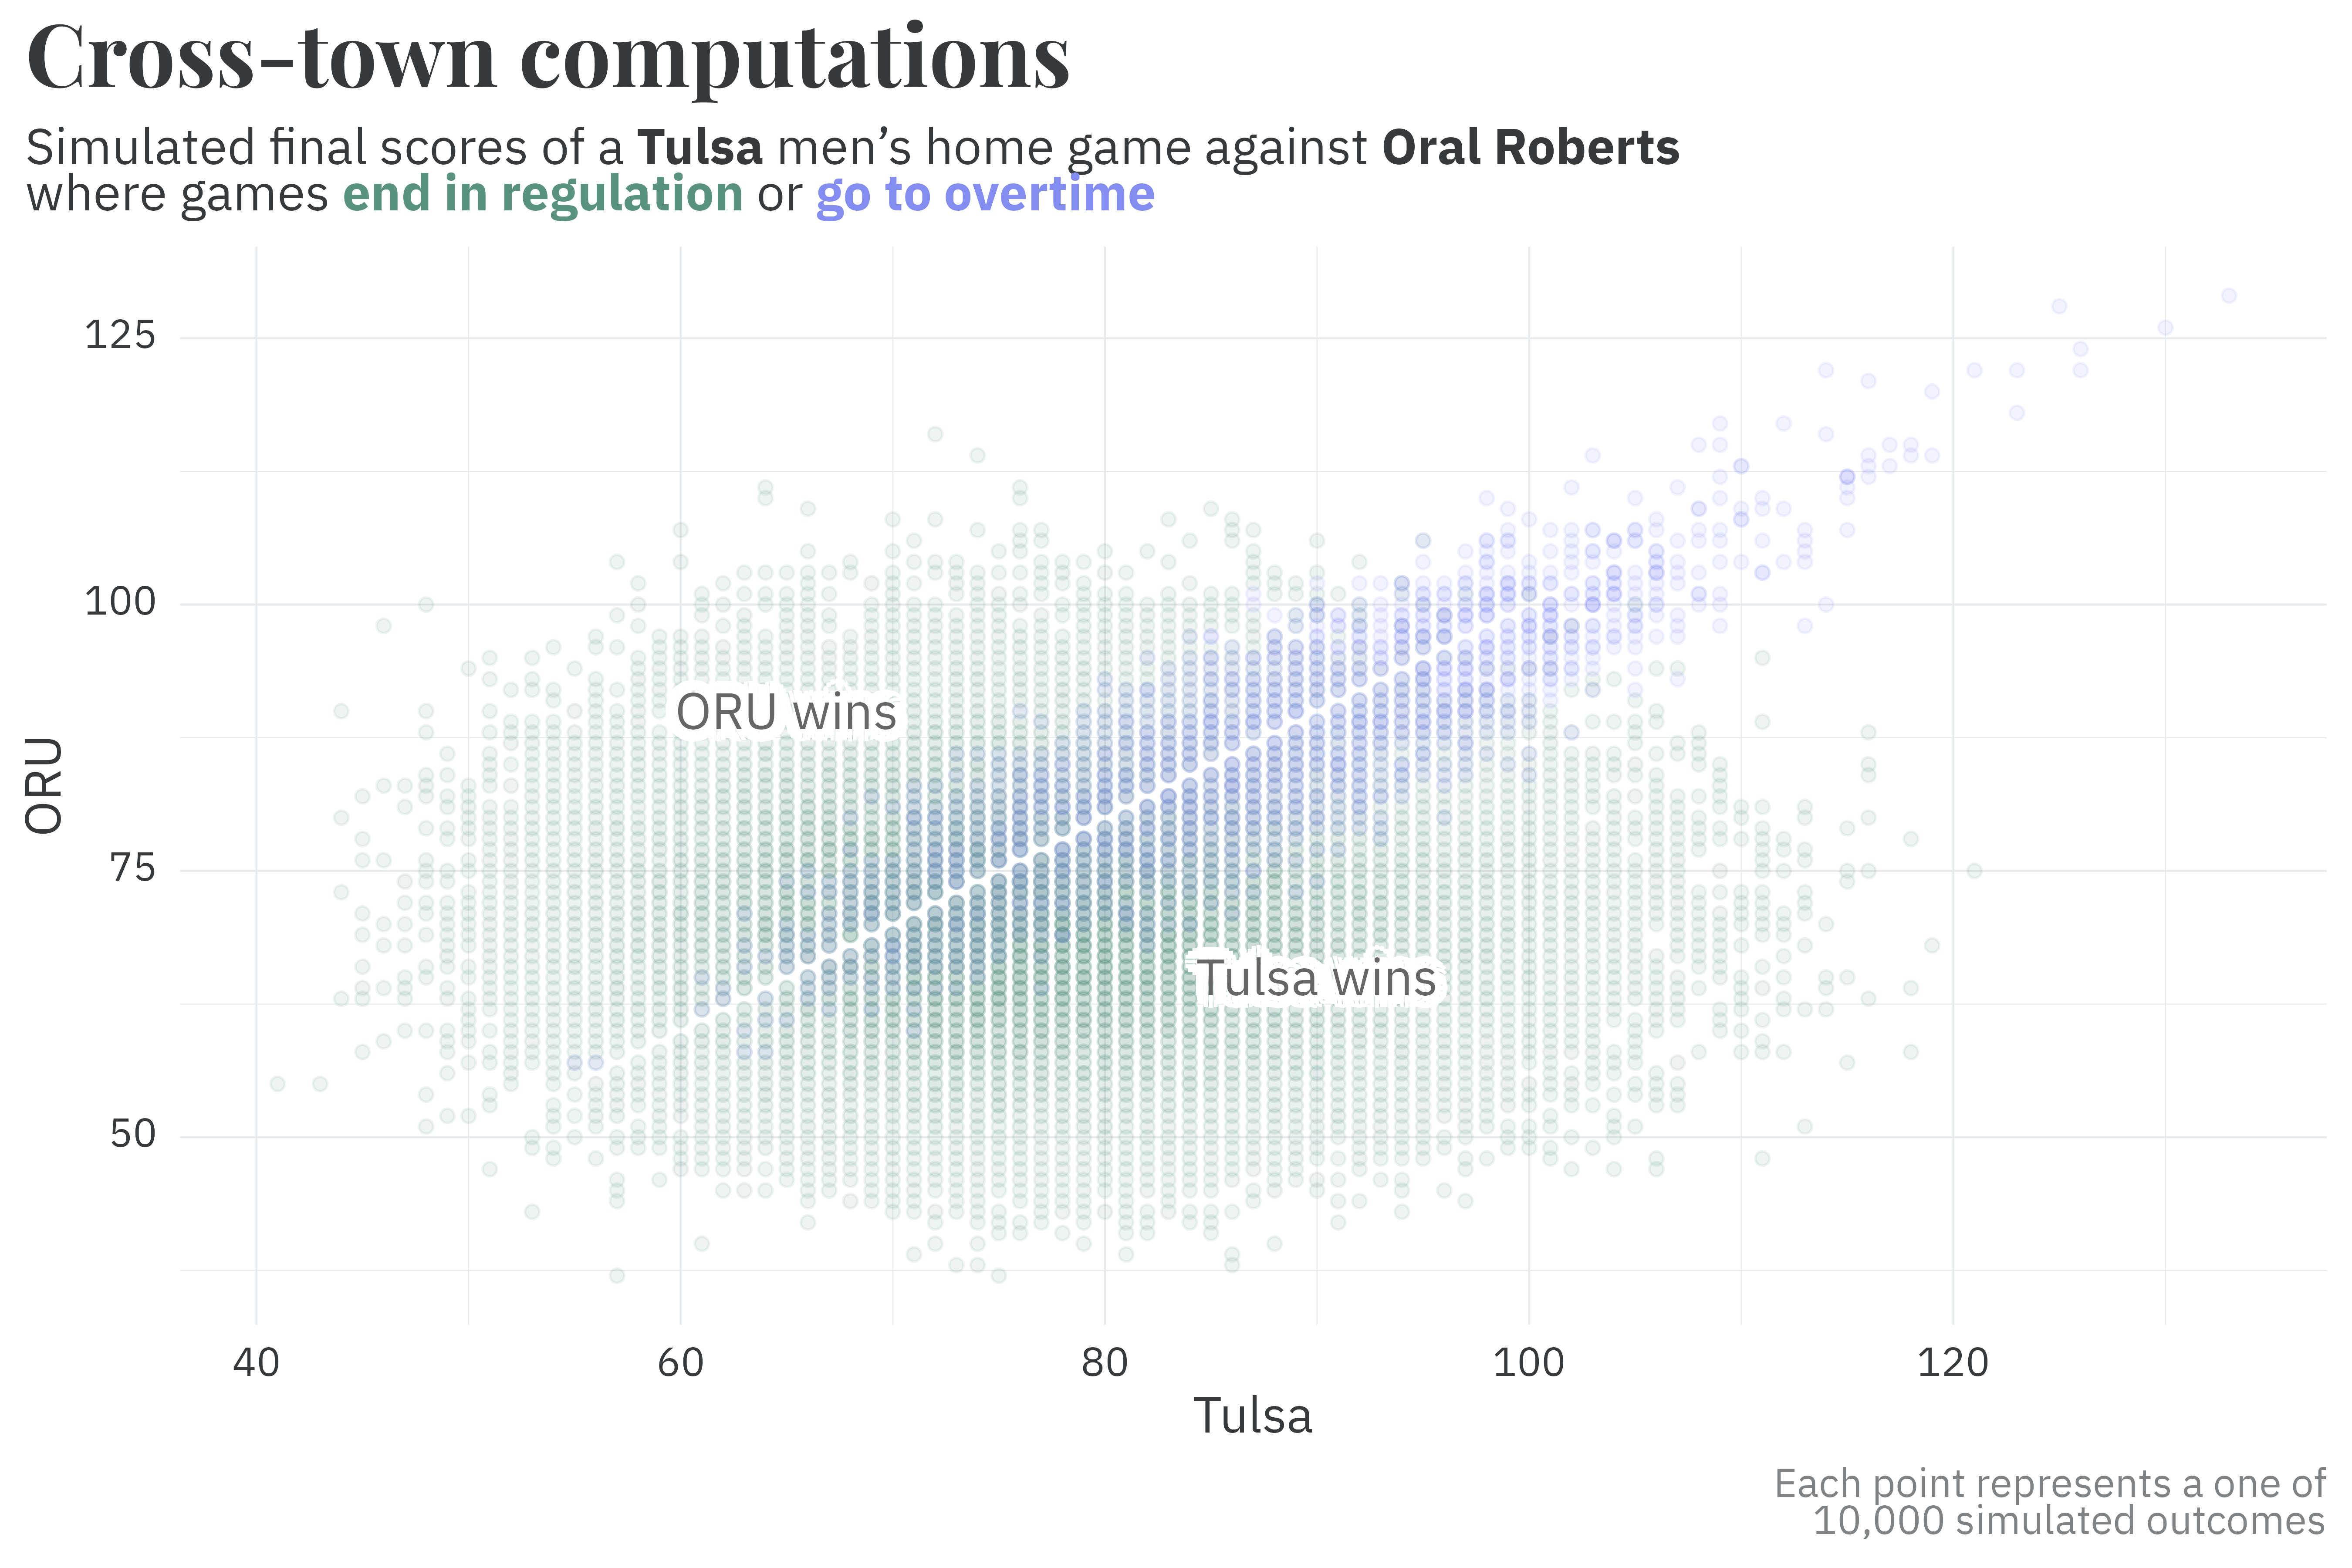 Cross-town computations
Simulated final scores of a Tulsa men’s home game against Oral Roberts
where games end in regulation or go to overtime
125
100
75
50
ORU
ORU wins
Tulsa wins
40 60 80 100 120
Tulsa
Each point represents a one of
10,000 simulated outcomes